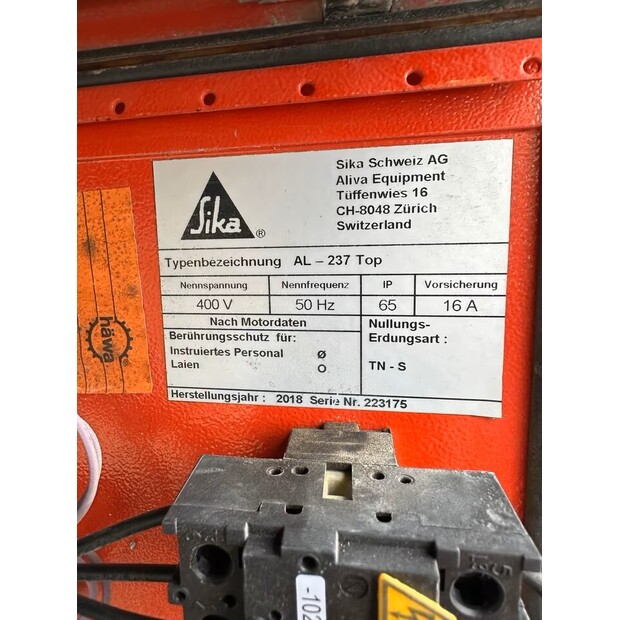 Sika Schweiz AG
Aliva Equipment
Tüffenwies 16
CH-8048 Zürich
Switzerland
Sika ®
Typenbezeichnung AL – 237 Top
Nennspannung Nennfrequenz IP Vorsicherung
400 V 50 Hz 65 16 A
Nach Motordaten
Berührungsschutz für:
Instruiertes Personal ø
Laien o
Nullungs-
Erdungsart :
TN - S
Herstellungsjahr : 2018 Serie Nr. 223175
häwa
-102